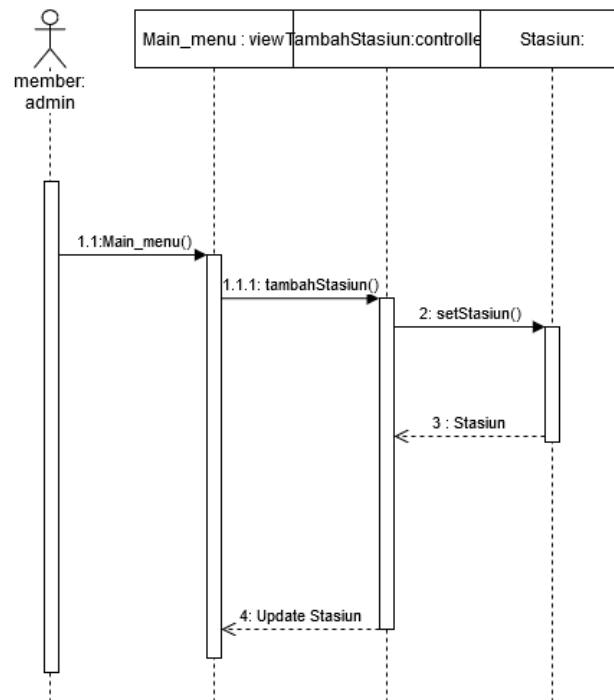 member:
admin
Main_menu : view
TambahStasiun:controlle
Stasiun:
1.1:Main_menu()
1.1.1: tambahStasiun()
2: setStasiun()
3 : Stasiun
4: Update Stasiun